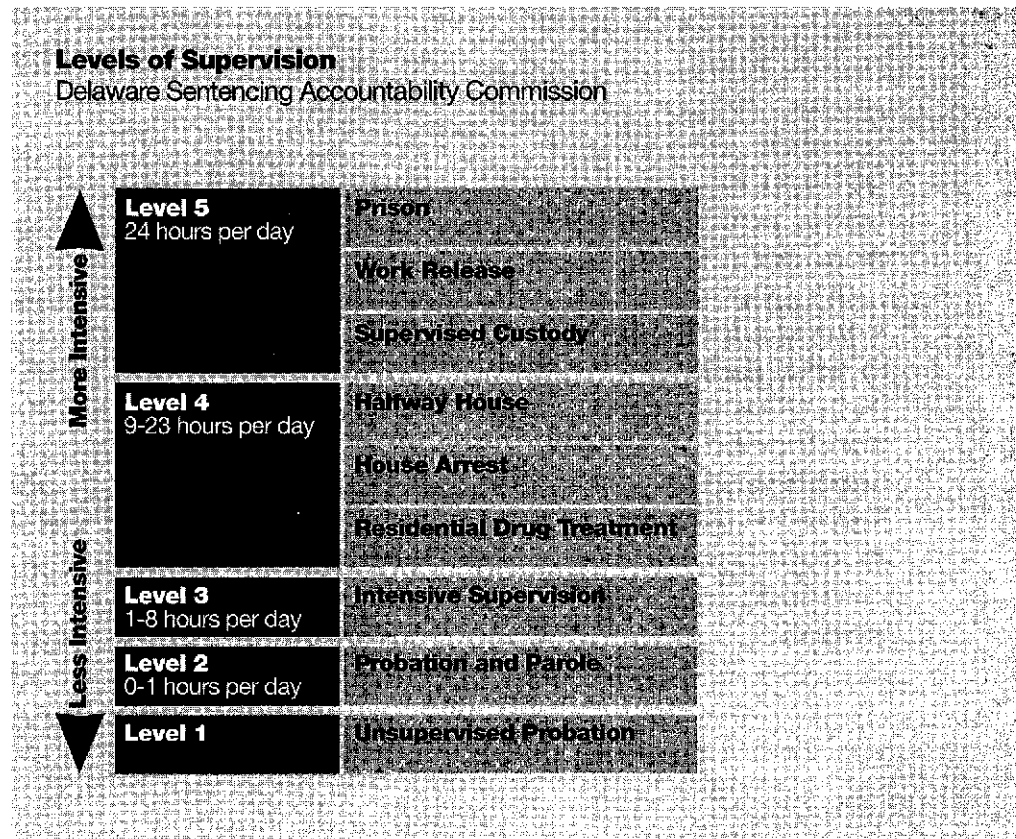 Levels of Supervision
Delaware Sentencing Accountability Commission
More Intensive
Less Intensive
Level 5
24 hours per day
Prison
Work Release
Supervised Custody
Level 4
9-23 hours per day
Halfway House
House Arrest
Residential Drug Treatment
Level 3
1-8 hours per day
Intensive Supervision
Level 2
0-1 hours per day
Probation and Parole
Level 1
Unsupervised Probation